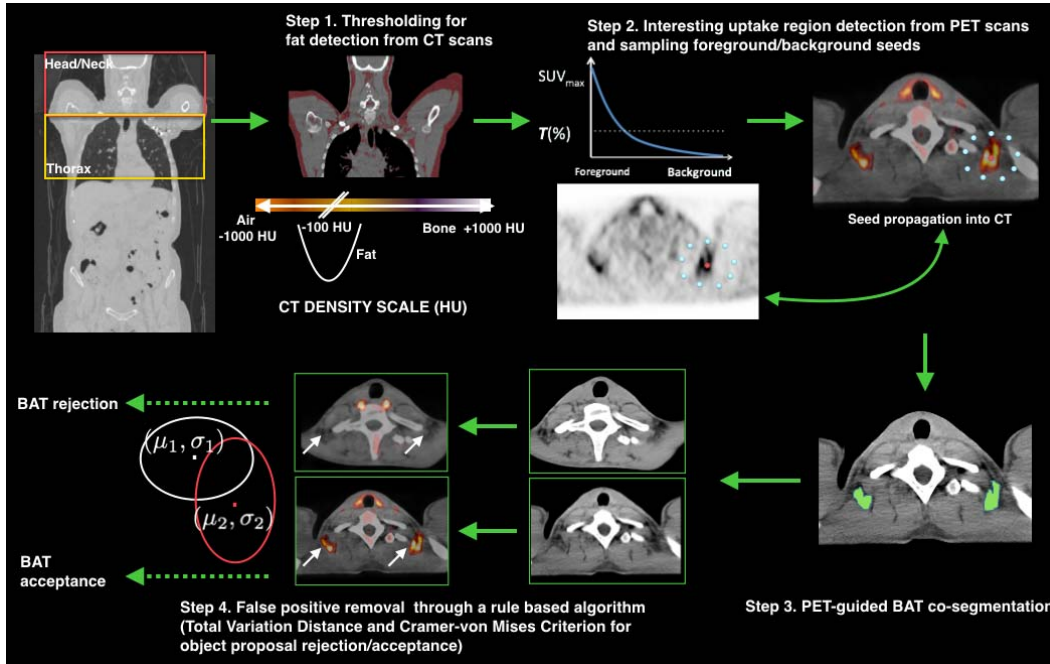 Step 1. Thresholding for
fat detection from CT scans
Step 2. Interesting uptake region detection from PET scans
and sampling foreground/background seeds
Head/Neck
Thorax
SUVmax
T(%)
Foreground
Background
Air
-1000 HU
-100 HU
Bone +1000 HU
Fat
CT DENSITY SCALE (HU)
Seed propagation into CT
BAT rejection
(μ1, σ1)
(μ2, σ2)
BAT
acceptance
Step 3. PET-guided BAT co-segmentation
Step 4. False positive removal through a rule based algorithm
(Total Variation Distance and Cramer-von Mises Criterion for
object proposal rejection/acceptance)